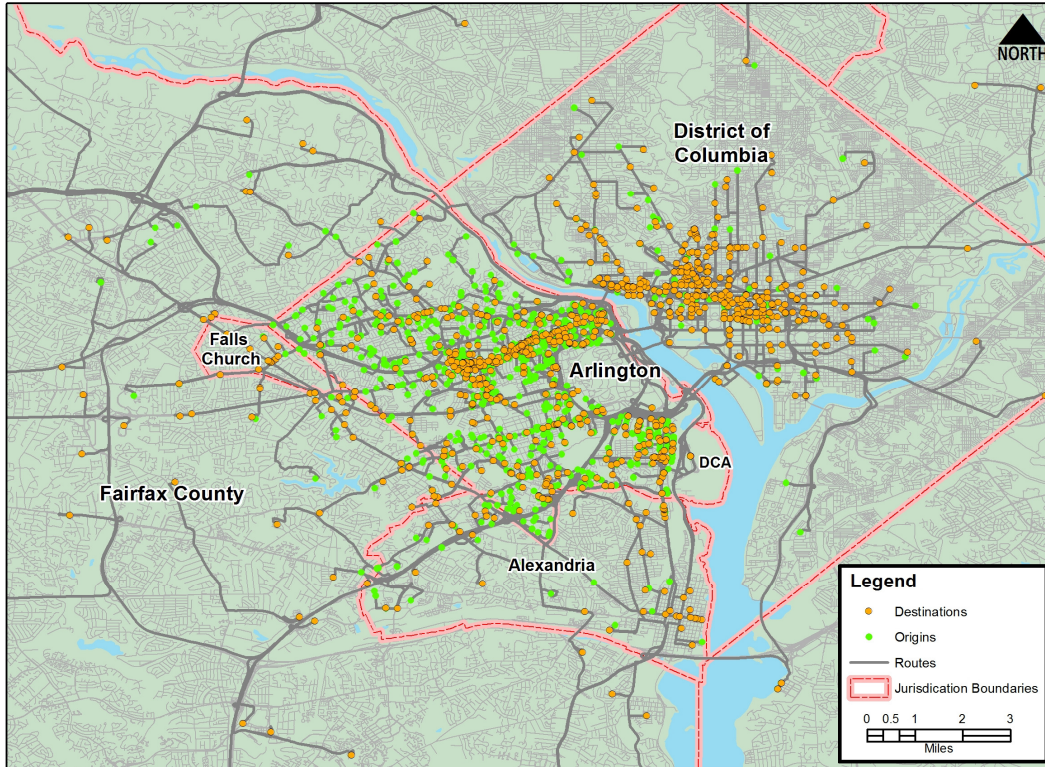 NORTH
District of
Columbia
Falls
Church
Arlington
DCA
Fairfax County
Alexandria
Legend
Destinations
Origins
Routes
Jurisdication Boundaries
0 0.5 1 2 3
Miles